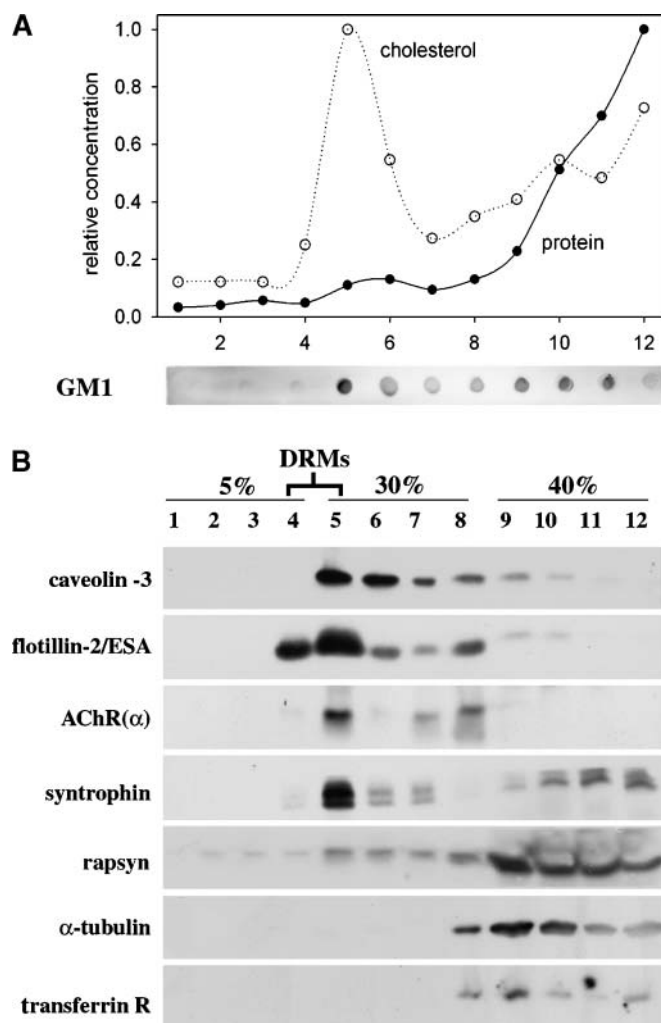 A
1.0
0.8
0.6
0.4
0.2
0.0
relative concentration
cholesterol
protein
2 4 6 8 10 12
GM1
B
DRMs
5% 30% 40%
1 2 3 4 5 6 7 8 9 10 11 12
caveolin -3
flotillin-2/ESA
AChR(α)
syntrophin
rapsyn
α-tubulin
transferrin R